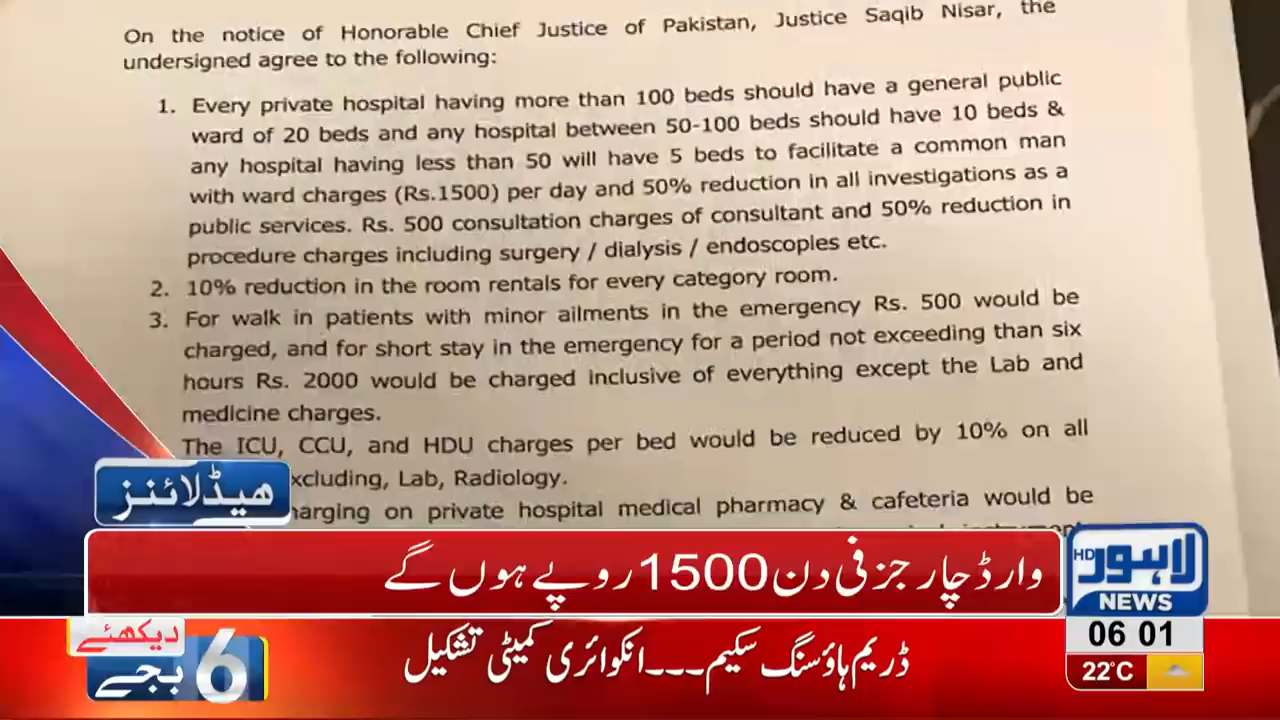 On the notice of Honorable Chief Justice of Pakistan, Justice Saqib Nisar, the
undersigned agree to the following:
1. Every private hospital having more than 100 beds should have a general public
ward of 20 beds and any hospital between 50-100 beds should have 10 beds &
any hospital having less than 50 will have 5 beds to facilitate a common man
with ward charges (Rs.1500) per day and 50% reduction in all investigations as a
public services. Rs. 500 consultation charges of consultant and 50% reduction in
procedure charges including surgery / dialysis / endoscopies etc.
2. 10% reduction in the room rentals for every category room.
3. For walk in patients with minor ailments in the emergency Rs. 500 would be
charged, and for short stay in the emergency for a period not exceeding than six
hours Rs. 2000 would be charged inclusive of everything except the Lab and
medicine charges.
The ICU, CCU, and HDU charges per bed would be reduced by 10% on all
xcluding, Lab, Radiology.
harging on private hospital medical pharmacy & cafeteria would be
ھیڈلائنز
وارڈ چارجز فی دن 1500 روپے ہوں گے
HD لاہور
NEWS
06 01
22°C
دیکھئے
6 بجے
ڈریم ہاؤسنگ سکیم۔۔۔انکوائری کمیٹی تشکیل